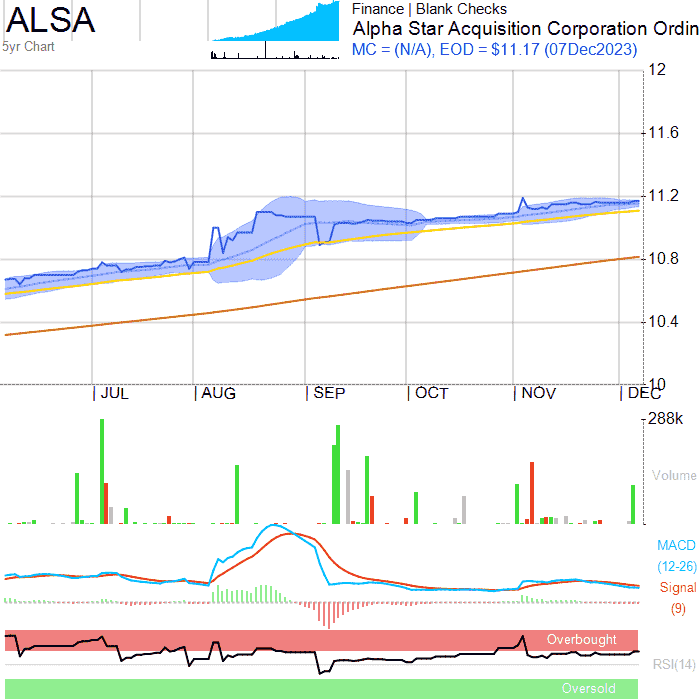 ALSA
5yr Chart
Finance | Blank Checks
Alpha Star Acquisition Corporation Ordin
MC = (N/A), EOD = $11.17 (07Dec2023)
12
11.6
11.2
10.8
10.4
10
JUL AUG SEP OCT NOV DEC
288k
Volume
MACD
(12-26)
Signal
(9)
Overbought
RSI(14)
Oversold